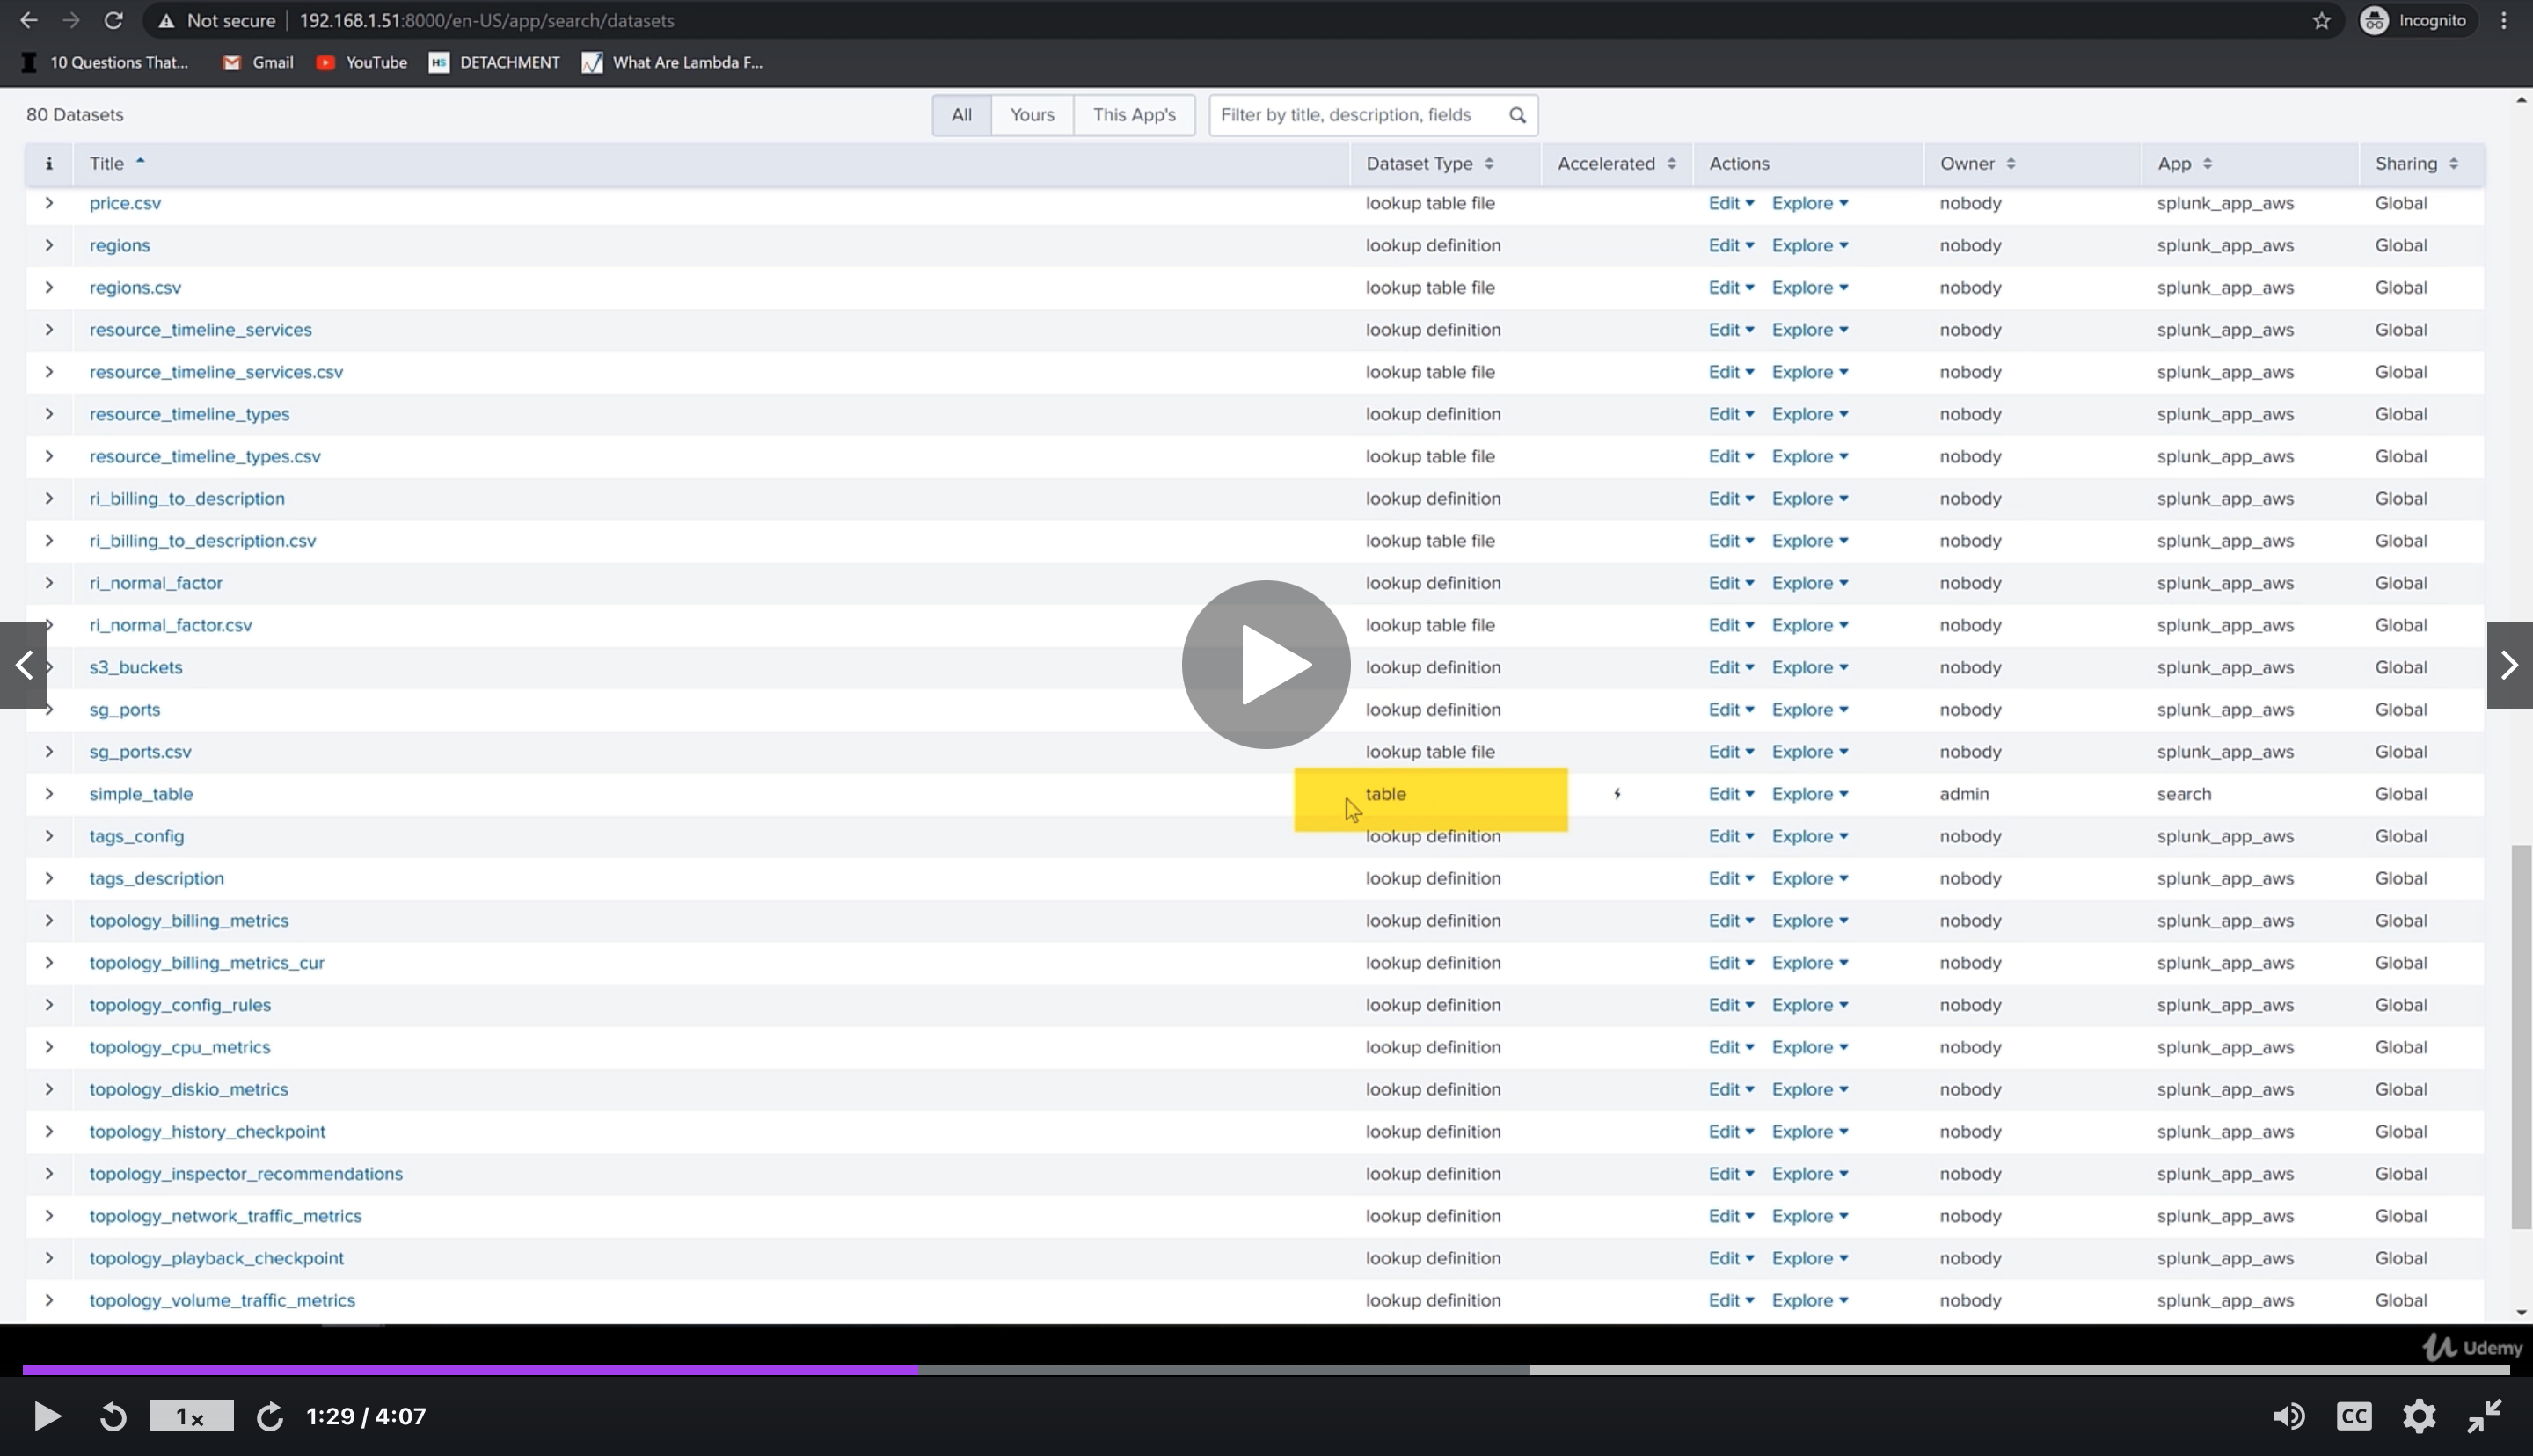 Not secure 192.168.1.51:8000/en-US/app/search/datasets Incognito
10 Questions That... Gmail YouTube HS DETACHMENT What Are Lambda F...
80 Datasets All Yours This App's Filter by title, description, fields
i Title Dataset Type Accelerated Actions Owner App Sharing
price.csv lookup table file Edit Explore nobody splunk_app_aws Global
regions lookup definition Edit Explore nobody splunk_app_aws Global
regions.csv lookup table file Edit Explore nobody splunk_app_aws Global
resource_timeline_services lookup definition Edit Explore nobody splunk_app_aws Global
resource_timeline_services.csv lookup table file Edit Explore nobody splunk_app_aws Global
resource_timeline_types lookup definition Edit Explore nobody splunk_app_aws Global
resource_timeline_types.csv lookup table file Edit Explore nobody splunk_app_aws Global
ri_billing_to_description lookup definition Edit Explore nobody splunk_app_aws Global
ri_billing_to_description.csv lookup table file Edit Explore nobody splunk_app_aws Global
ri_normal_factor lookup definition Edit Explore nobody splunk_app_aws Global
ri_normal_factor.csv lookup table file Edit Explore nobody splunk_app_aws Global
s3_buckets lookup definition Edit Explore nobody splunk_app_aws Global
sg_ports lookup definition Edit Explore nobody splunk_app_aws Global
sg_ports.csv lookup table file Edit Explore nobody splunk_app_aws Global
simple_table table Edit Explore admin search Global
tags_config lookup definition Edit Explore nobody splunk_app_aws Global
tags_description lookup definition Edit Explore nobody splunk_app_aws Global
topology_billing_metrics lookup definition Edit Explore nobody splunk_app_aws Global
topology_billing_metrics_cur lookup definition Edit Explore nobody splunk_app_aws Global
topology_config_rules lookup definition Edit Explore nobody splunk_app_aws Global
topology_cpu_metrics lookup definition Edit Explore nobody splunk_app_aws Global
topology_diskio_metrics lookup definition Edit Explore nobody splunk_app_aws Global
topology_history_checkpoint lookup definition Edit Explore nobody splunk_app_aws Global
topology_inspector_recommendations lookup definition Edit Explore nobody splunk_app_aws Global
topology_network_traffic_metrics lookup definition Edit Explore nobody splunk_app_aws Global
topology_playback_checkpoint lookup definition Edit Explore nobody splunk_app_aws Global
topology_volume_traffic_metrics lookup definition Edit Explore nobody splunk_app_aws Global
Udemy
1x 1:29 / 4:07 CC